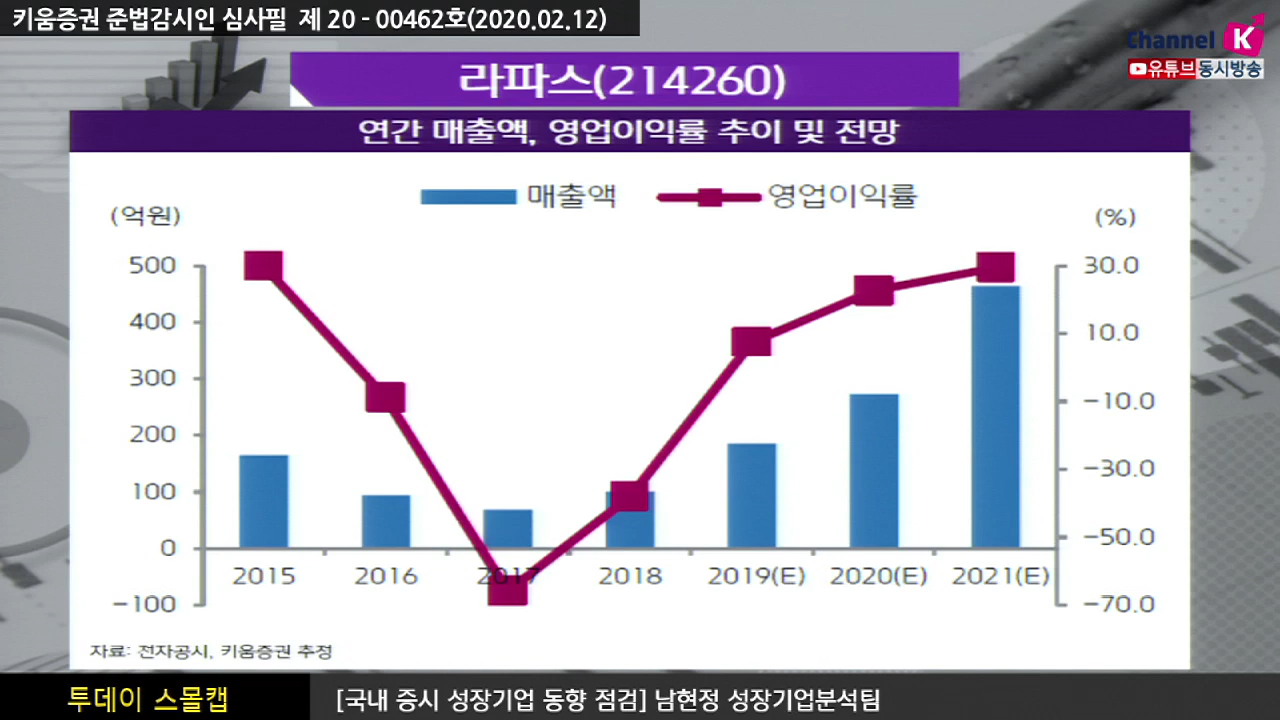 키움증권 준법감시인 심사필 제 20 - 00462호(2020.02.12)
Channel K
유튜브 동시방송
라파스(214260)
연간 매출액, 영업이익률 추이 및 전망
매출액 영업이익률
(억원) (%)
500 30.0
400 10.0
300 -10.0
200 -30.0
100 -50.0
0
-100 -70.0
2015 2016 2017 2018 2019(E) 2020(E) 2021(E)
자료: 전자공시, 키움증권 추정
투데이 스몰캡
[국내 증시 성장기업 동향 점검] 남현정 성장기업분석팀